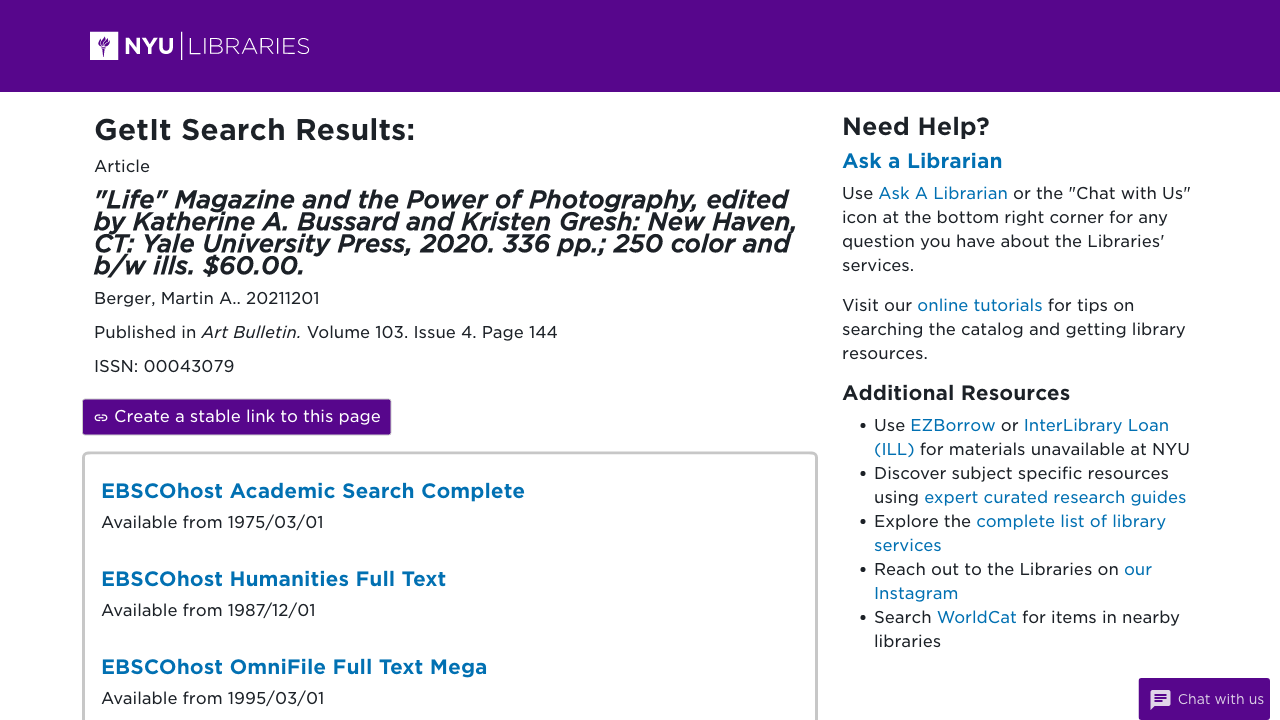 NYU LIBRARIES
GetIt Search Results:
Article
"Life" Magazine and the Power of Photography, edited
by Katherine A. Bussard and Kristen Gresh: New Haven,
CT: Yale University Press, 2020. 336 pp.; 250 color and
b/w ills. $60.00.
Berger, Martin A.. 20211201
Published in Art Bulletin. Volume 103. Issue 4. Page 144
ISSN: 00043079
Create a stable link to this page
EBSCOhost Academic Search Complete
Available from 1975/03/01
EBSCOhost Humanities Full Text
Available from 1987/12/01
EBSCOhost OmniFile Full Text Mega
Available from 1995/03/01
Need Help?
Ask a Librarian
Use Ask A Librarian or the "Chat with Us"
icon at the bottom right corner for any
question you have about the Libraries'
services.
Visit our online tutorials for tips on
searching the catalog and getting library
resources.
Additional Resources
Use EZBorrow or InterLibrary Loan
(ILL) for materials unavailable at NYU
Discover subject specific resources
using expert curated research guides
Explore the complete list of library
services
Reach out to the Libraries on our
Instagram
Search WorldCat for items in nearby
libraries
Chat with us